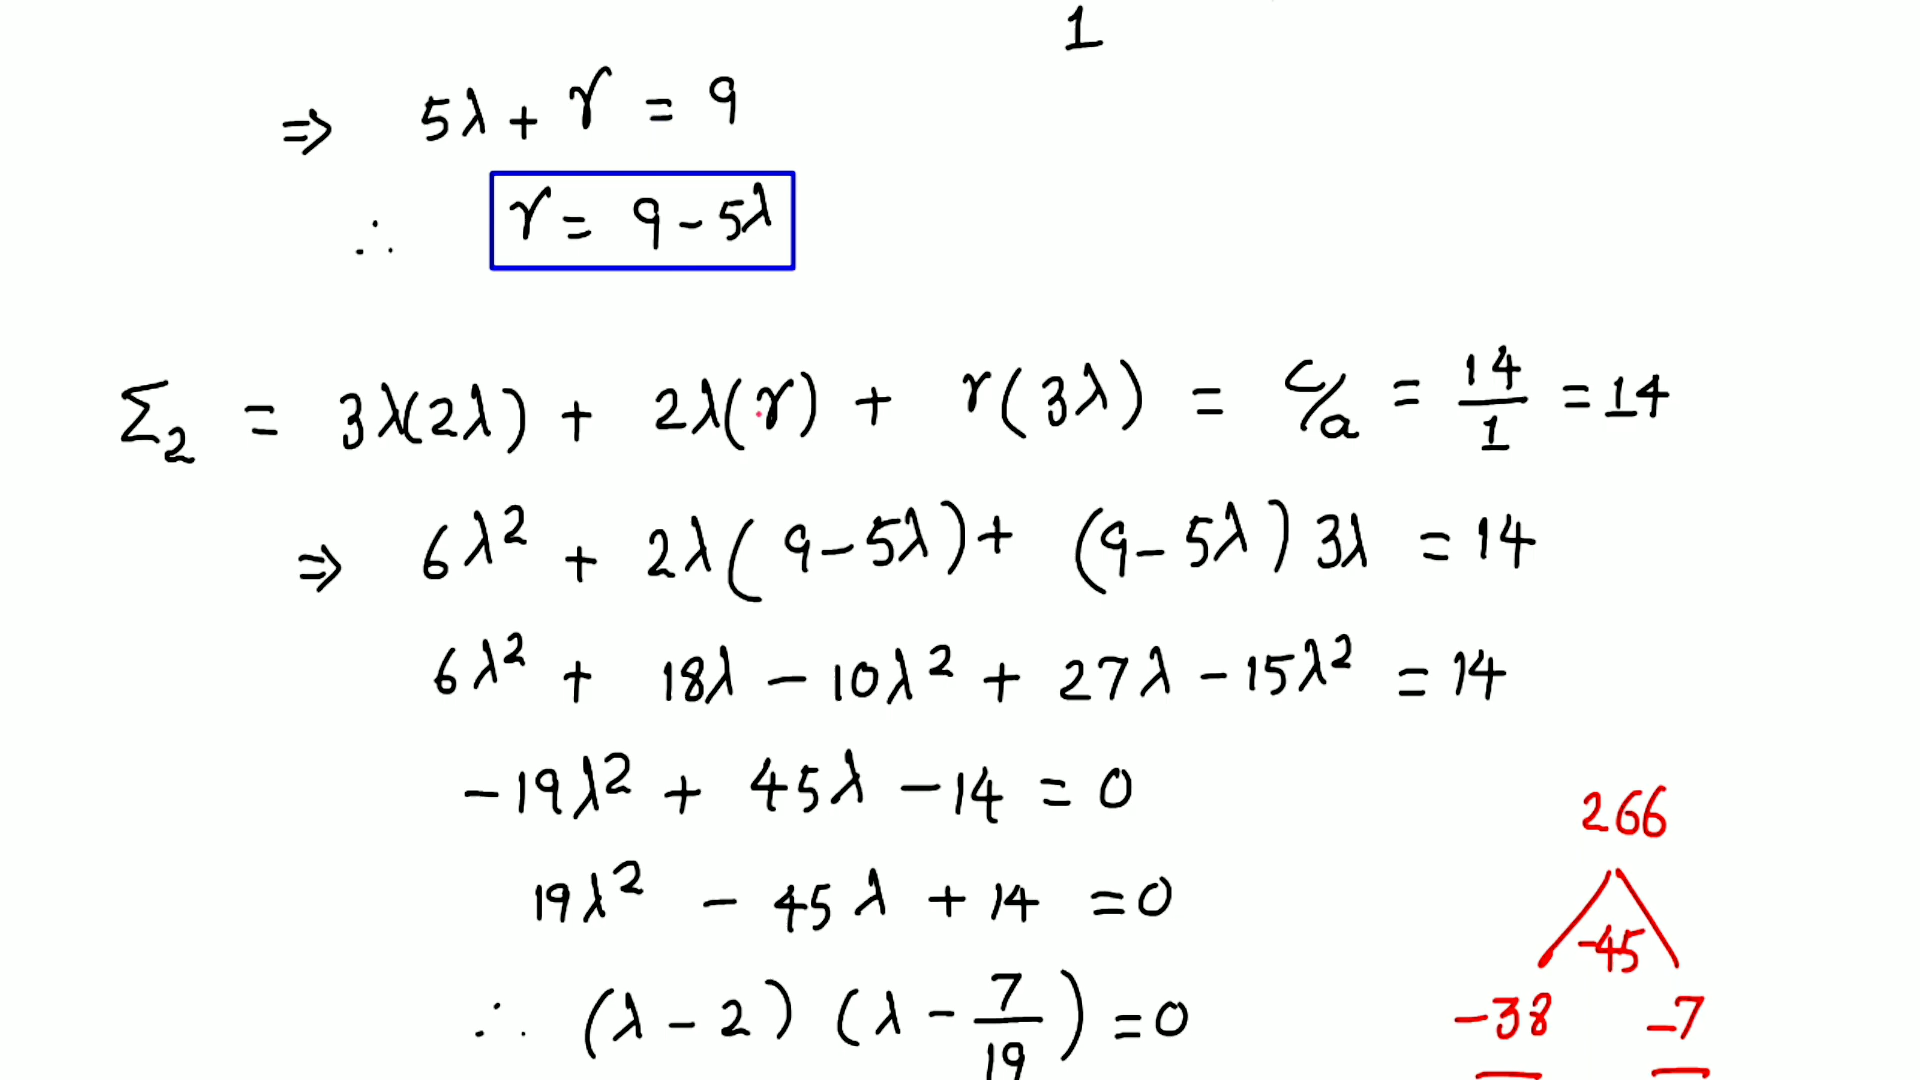 1
⇒ 5λ + γ = 9
∴ γ = 9 - 5λ
Σ₂ = 3λ(2λ) + 2λ(γ) + γ(3λ) = c/a = 14/1 = 14
⇒ 6λ² + 2λ(9-5λ) + (9-5λ)3λ = 14
6λ² + 18λ - 10λ² + 27λ - 15λ² = 14
-19λ² + 45λ - 14 = 0
19λ² - 45λ + 14 = 0
∴ (λ - 2)(λ - 7/19) = 0
266
-45
-38 -7